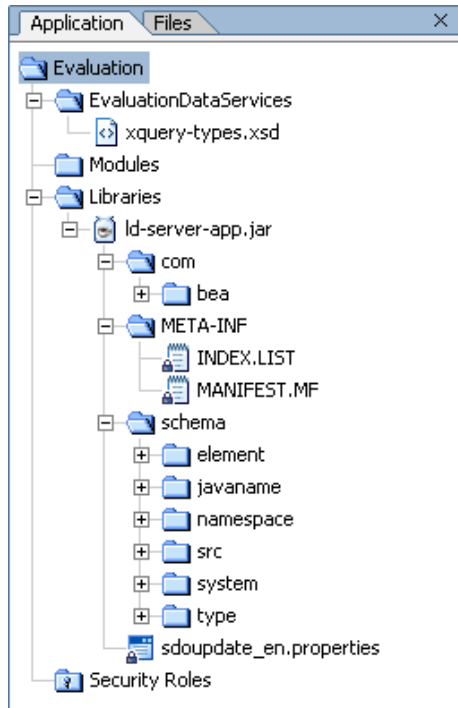 Application Files
Evaluation
EvaluationDataServices
xquery-types.xsd
Modules
Libraries
ld-server-app.jar
com
bea
META-INF
INDEX.LIST
MANIFEST.MF
schema
element
javaname
namespace
src
system
type
sdoupdate_en.properties
Security Roles